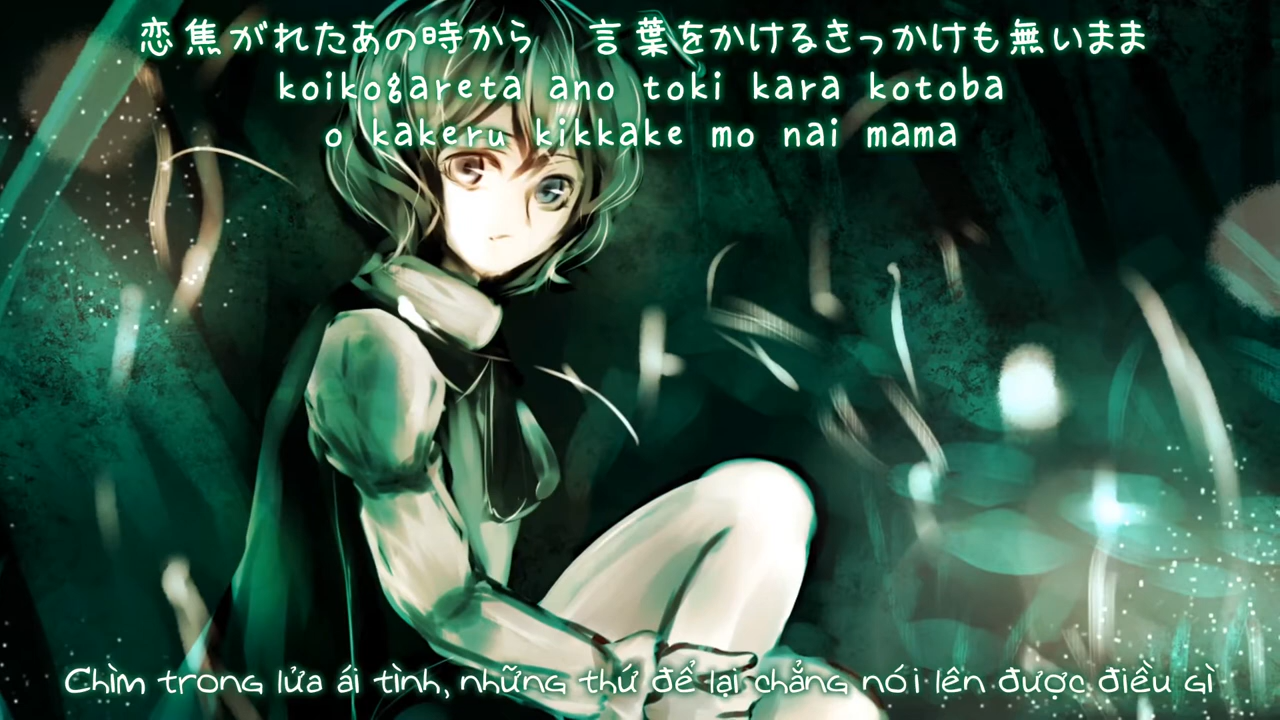 恋焦がれたあの時から　言葉をかけるきっかけも無いまま
koikogareta ano toki kara kotoba
o kakeru kikkake mo nai mama
Chìm trong lửa ái tình, những thứ để lại chẳng nói lên được điều gì